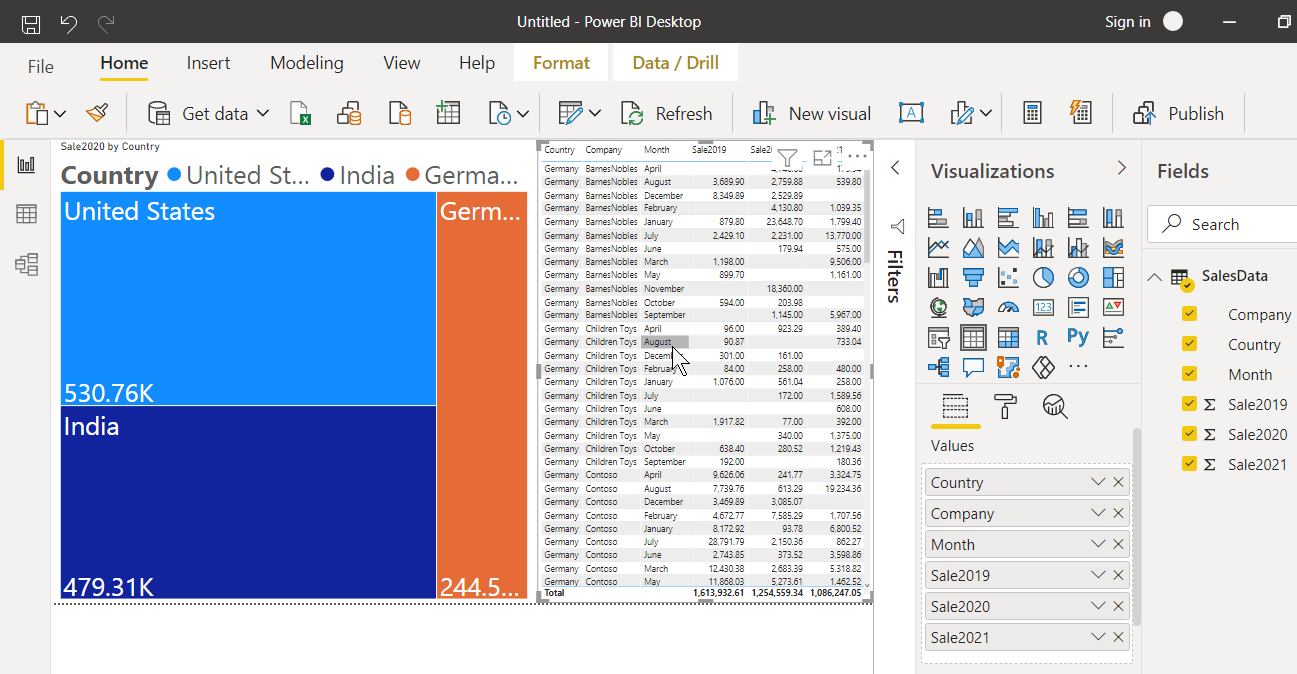 Untitled - Power BI Desktop
Sign in
File Home Insert Modeling View Help Format Data / Drill
Get data Refresh New visual Publish
Sale2020 by Country
Country United St... India Germa...
United States
530.76K
India
479.31K
Germ...
244.5...
Country Company Month Sale2019
Germany BarnesNobles April
Germany BarnesNobles August 3,689.90 2,759.88 539.80
Germany BarnesNobles December 8,349.89 2,529.89
Germany BarnesNobles February 4,130.80 1,039.35
Germany BarnesNobles January 879.80 23,648.70 1,799.40
Germany BarnesNobles July 2,429.10 2,231.00 13,770.00
Germany BarnesNobles June 179.94 575.00
Germany BarnesNobles March 1,198.00 9,506.00
Germany BarnesNobles May 899.70 1,161.00
Germany BarnesNobles November 18,360.00
Germany BarnesNobles October 594.00 203.98
Germany BarnesNobles September 1,145.00 5,967.00
Germany Children Toys April 96.00 923.29 389.40
Germany Children Toys August 90.87 733.04
Germany Children Toys 301.00 161.00
Germany Children Toys February 84.00 258.00 480.00
Germany Children Toys January 1,076.00 561.04 258.00
Germany Children Toys July 172.00 1,589.56
Germany Children Toys June 608.00
Germany Children Toys March 1,917.82 77.00 392.00
Germany Children Toys May 340.00 1,375.00
Germany Children Toys October 638.40 280.52 1,219.43
Germany Children Toys September 192.00 180.36
Germany Contoso April 9,626.06 241.77 3,324.75
Germany Contoso August 7,739.76 613.29 19,234.36
Germany Contoso December 3,469.89 3,085.07
Germany Contoso February 4,672.77 7,585.29 1,707.56
Germany Contoso January 8,172.92 93.78 6,800.52
Germany Contoso July 28,791.79 2,150.36 862.27
Germany Contoso June 2,743.85 373.52 3,598.86
Germany Contoso March 12,430.38 2,683.39 5,318.82
Germany Contoso May 11,868.03 5,273.61 1,462.52
Total 1,613,932.61 1,254,559.34 1,086,247.05
Filters
Visualizations
123
R Py
Values
Country
Company
Month
Sale2019
Sale2020
Sale2021
Fields
Search
SalesData
Company
Country
Month
Σ Sale2019
Σ Sale2020
Σ Sale2021